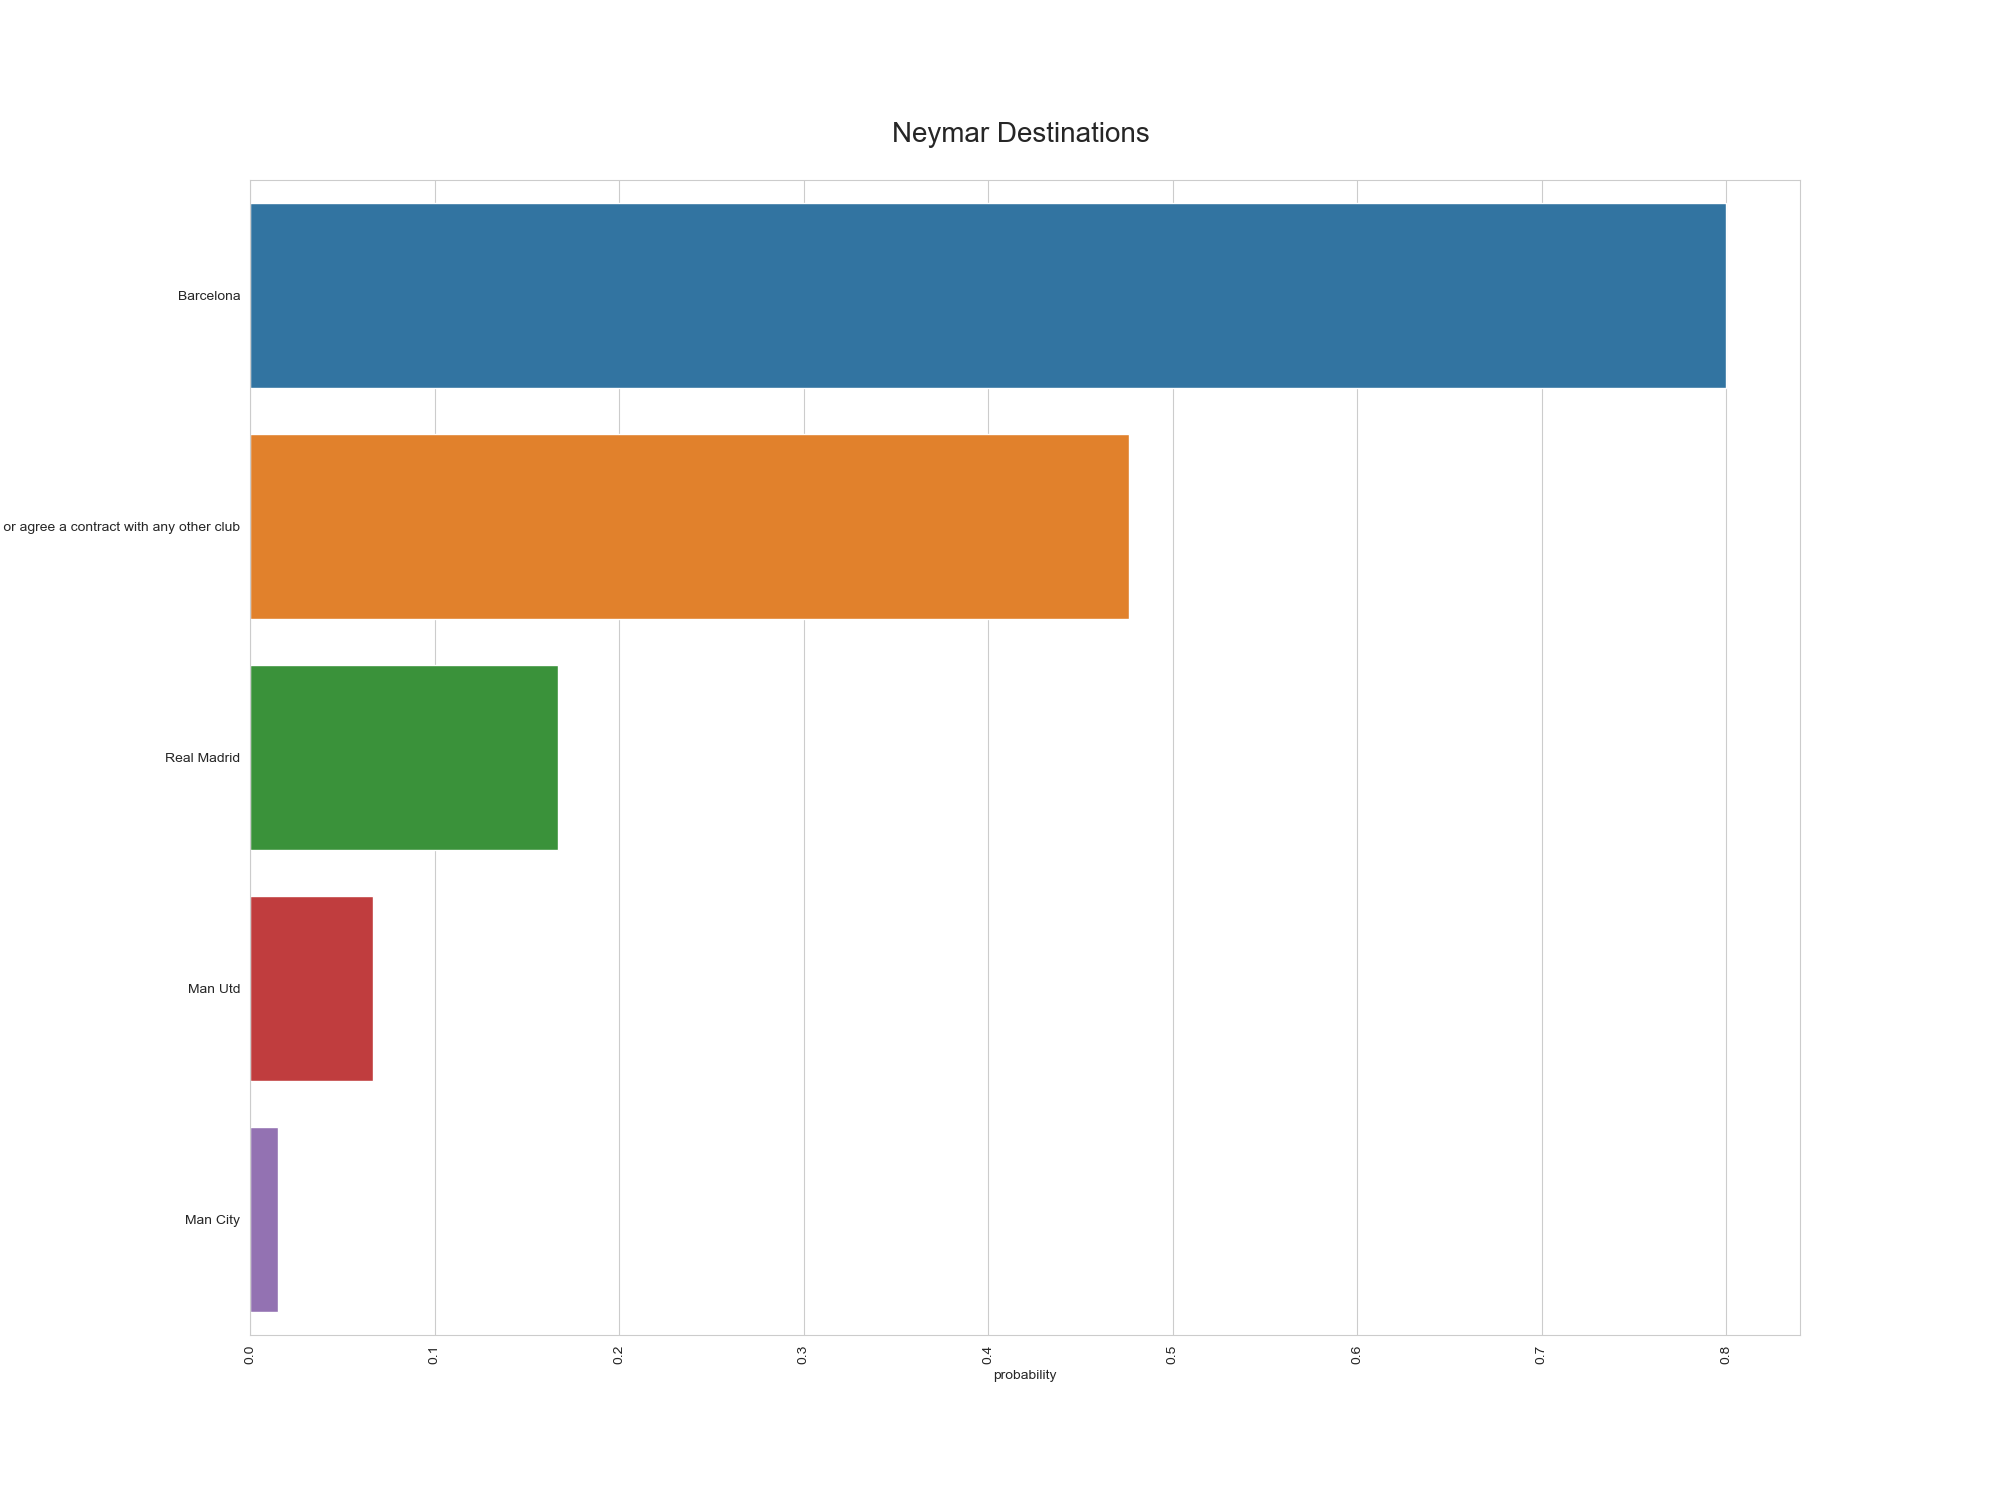 Neymar Destinations
Barcelona
or agree a contract with any other club
Real Madrid
Man Utd
Man City
0.0
0.1
0.2
0.3
0.4
0.5
0.6
0.7
0.8
probability